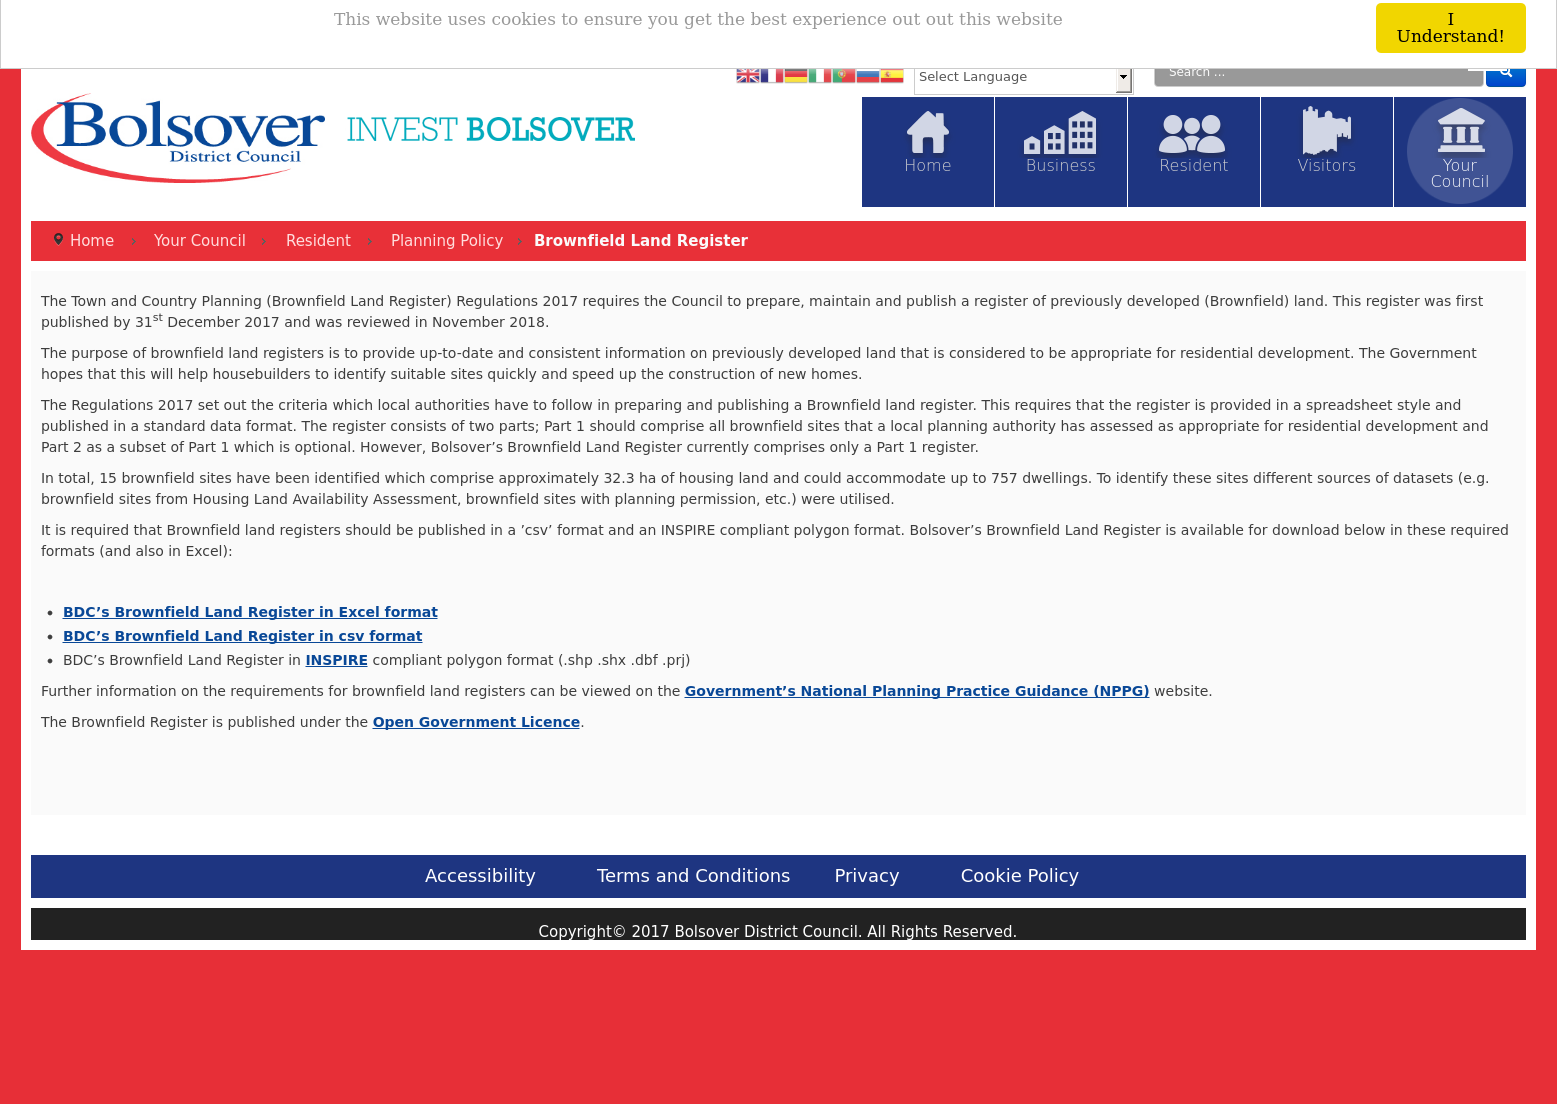 This website uses cookies to ensure you get the best experience out out this website
I
Understand!
Select Language
Search ...
Bolsover
District Council
INVEST BOLSOVER
Home
Business
Resident
Visitors
Your
Council
Home
Your Council
Resident
Planning Policy
Brownfield Land Register
The Town and Country Planning (Brownfield Land Register) Regulations 2017 requires the Council to prepare, maintain and publish a register of previously developed (Brownfield) land. This register was first
published by 31st December 2017 and was reviewed in November 2018.
The purpose of brownfield land registers is to provide up-to-date and consistent information on previously developed land that is considered to be appropriate for residential development. The Government
hopes that this will help housebuilders to identify suitable sites quickly and speed up the construction of new homes.
The Regulations 2017 set out the criteria which local authorities have to follow in preparing and publishing a Brownfield land register. This requires that the register is provided in a spreadsheet style and
published in a standard data format. The register consists of two parts; Part 1 should comprise all brownfield sites that a local planning authority has assessed as appropriate for residential development and
Part 2 as a subset of Part 1 which is optional. However, Bolsover’s Brownfield Land Register currently comprises only a Part 1 register.
In total, 15 brownfield sites have been identified which comprise approximately 32.3 ha of housing land and could accommodate up to 757 dwellings. To identify these sites different sources of datasets (e.g.
brownfield sites from Housing Land Availability Assessment, brownfield sites with planning permission, etc.) were utilised.
It is required that Brownfield land registers should be published in a ’csv’ format and an INSPIRE compliant polygon format. Bolsover’s Brownfield Land Register is available for download below in these required
formats (and also in Excel):
• BDC’s Brownfield Land Register in Excel format
• BDC’s Brownfield Land Register in csv format
• BDC’s Brownfield Land Register in INSPIRE compliant polygon format (.shp .shx .dbf .prj)
Further information on the requirements for brownfield land registers can be viewed on the Government’s National Planning Practice Guidance (NPPG) website.
The Brownfield Register is published under the Open Government Licence.
Accessibility
Terms and Conditions
Privacy
Cookie Policy
Copyright© 2017 Bolsover District Council. All Rights Reserved.